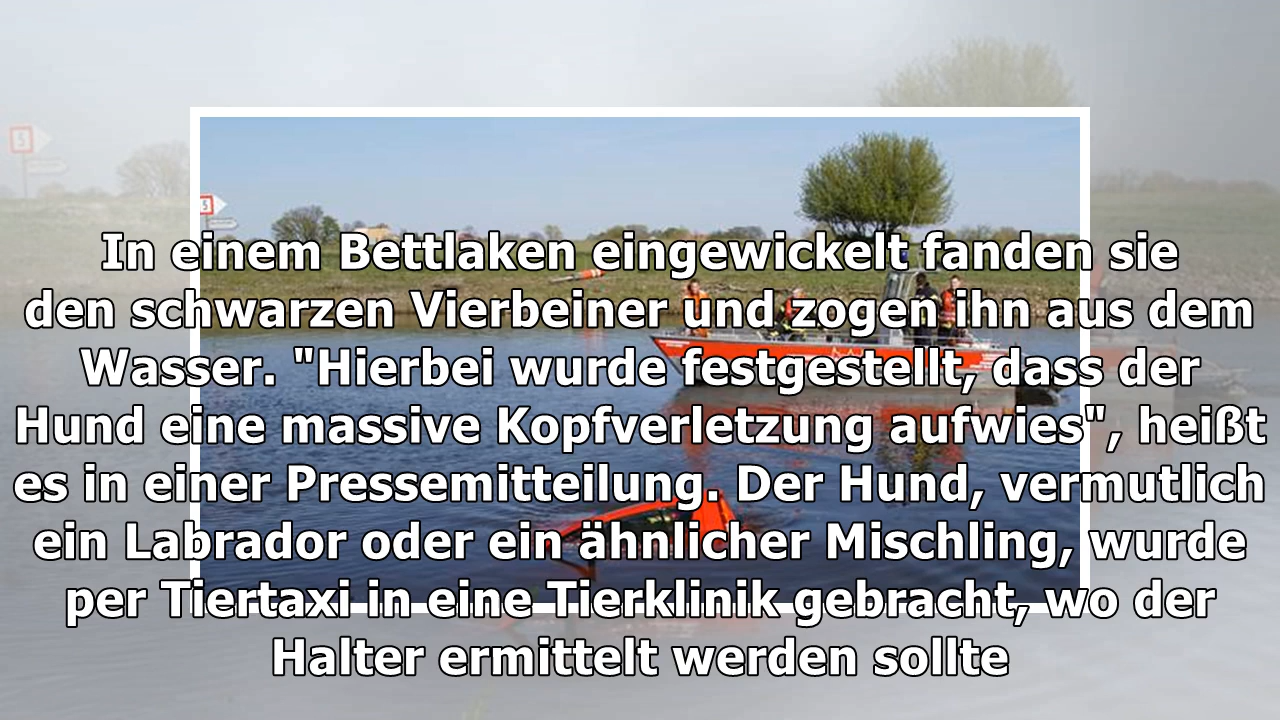 In einem Bettlaken eingewickelt fanden sie
den schwarzen Vierbeiner und zogen ihn aus dem
Wasser. "Hierbei wurde festgestellt, dass der
Hund eine massive Kopfverletzung aufwies", heißt
es in einer Pressemitteilung. Der Hund, vermutlich
ein Labrador oder ein ähnlicher Mischling, wurde
per Tiertaxi in eine Tierklinik gebracht, wo der
Halter ermittelt werden sollte
5
5